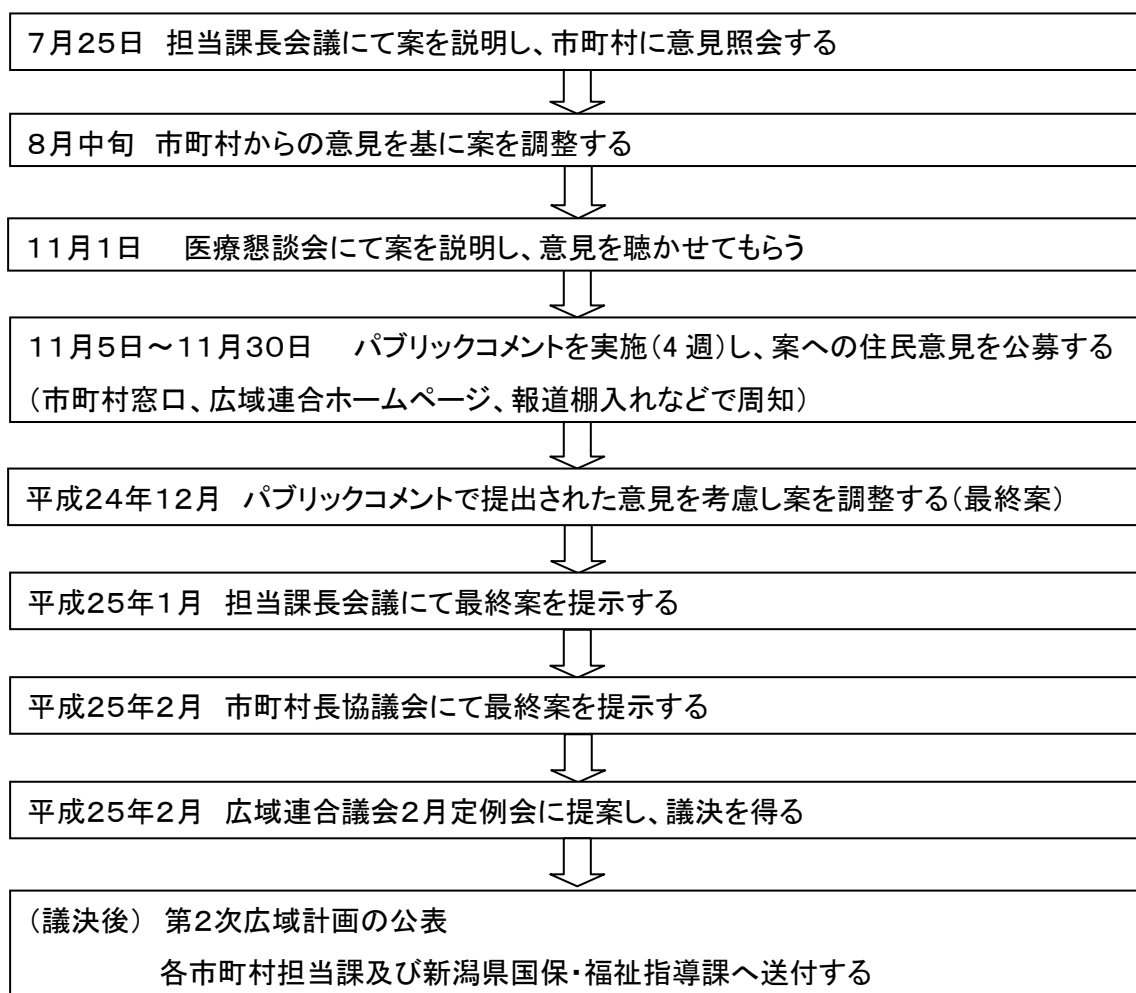 ７月２５日　担当課長会議にて案を説明し、市町村に意見照会する
８月中旬　市町村からの意見を基に案を調整する
１１月１日　　医療懇談会にて案を説明し、意見を聴かせてもらう
１１月５日～１１月３０日　　パブリックコメントを実施（4 週）し、案への住民意見を公募する
（市町村窓口、広域連合ホームページ、報道棚入れなどで周知）
平成２４年１２月　パブリックコメントで提出された意見を考慮し案を調整する（最終案）
平成２５年１月　担当課長会議にて最終案を提示する
平成２５年２月　市町村長協議会にて最終案を提示する
平成２５年２月　広域連合議会２月定例会に提案し、議決を得る
（議決後）　第２次広域計画の公表
各市町村担当課及び新潟県国保・福祉指導課へ送付する